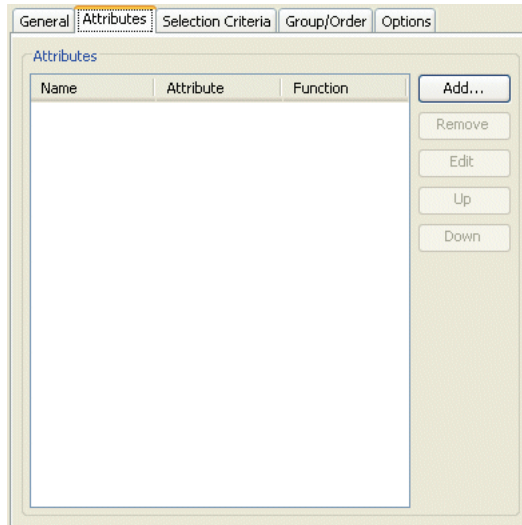 General Attributes Selection Criteria Group/Order Options
Attributes
Name Attribute Function
Add...
Remove
Edit
Up
Down